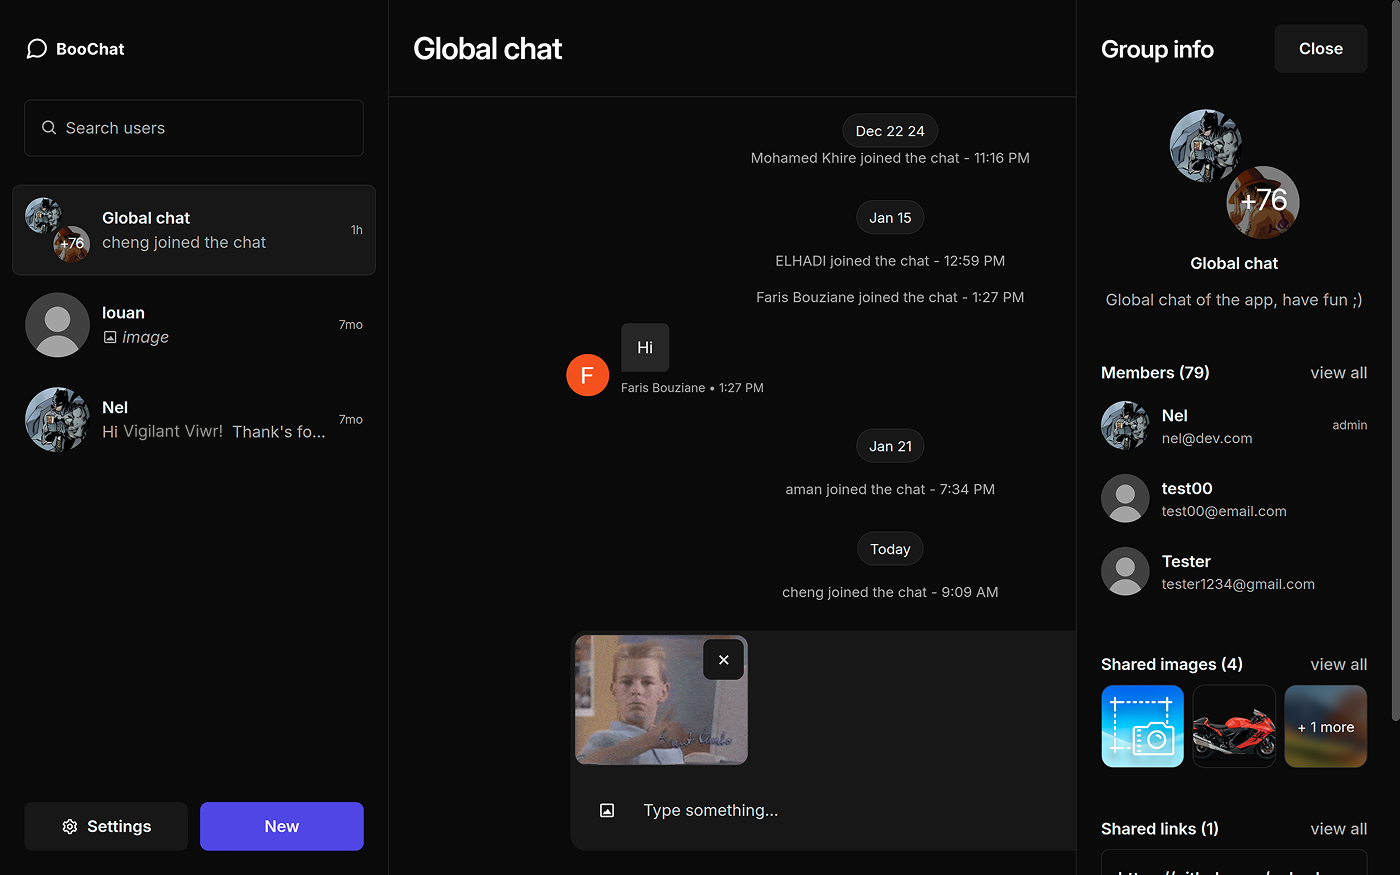 BooChat
Search users
+76
Global chat
cheng joined the chat
1h
louan
image
7mo
Nel
Hi Vigilant Viwr! Thank's fo...
7mo
Settings
New
Global chat
Dec 22 24
Mohamed Khire joined the chat - 11:16 PM
Jan 15
ELHADI joined the chat - 12:59 PM
Faris Bouziane joined the chat - 1:27 PM
Hi
F
Faris Bouziane • 1:27 PM
Jan 21
aman joined the chat - 7:34 PM
Today
cheng joined the chat - 9:09 AM
Type something...
Group info
Close
+76
Global chat
Global chat of the app, have fun ;)
Members (79)
view all
Nel
nel@dev.com
admin
test00
test00@email.com
Tester
tester1234@gmail.com
Shared images (4)
view all
+ 1 more
Shared links (1)
view all